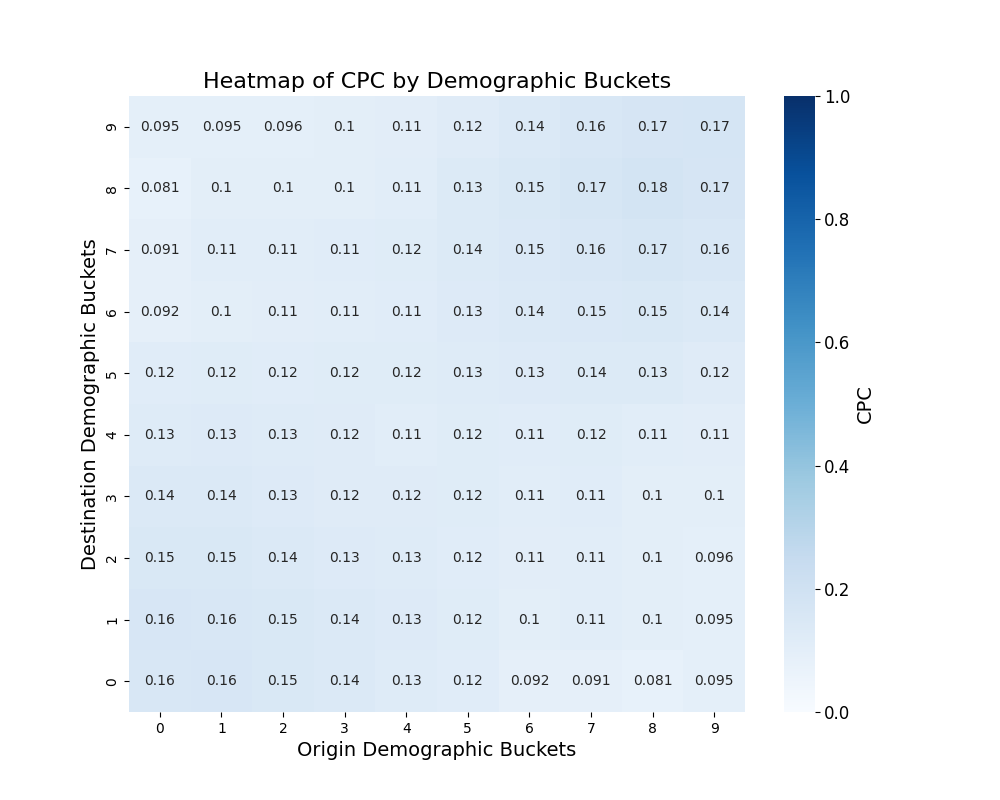 Heatmap of CPC by Demographic Buckets
9 0.095 0.095 0.096 0.1 0.11 0.12 0.14 0.16 0.17 0.17
8 0.081 0.1 0.1 0.1 0.11 0.13 0.15 0.17 0.18 0.17
7 0.091 0.11 0.11 0.11 0.12 0.14 0.15 0.16 0.17 0.16
6 0.092 0.1 0.11 0.11 0.11 0.13 0.14 0.15 0.15 0.14
5 0.12 0.12 0.12 0.12 0.12 0.13 0.13 0.14 0.13 0.12
4 0.13 0.13 0.13 0.12 0.11 0.12 0.11 0.12 0.11 0.11
3 0.14 0.14 0.13 0.12 0.12 0.12 0.11 0.11 0.1 0.1
2 0.15 0.15 0.14 0.13 0.13 0.12 0.11 0.11 0.1 0.096
1 0.16 0.16 0.15 0.14 0.13 0.12 0.1 0.11 0.1 0.095
0 0.16 0.16 0.15 0.14 0.13 0.12 0.092 0.091 0.081 0.095
0 1 2 3 4 5 6 7 8 9
Origin Demographic Buckets
Destination Demographic Buckets
1.0
0.8
0.6
0.4
0.2
0.0
CPC